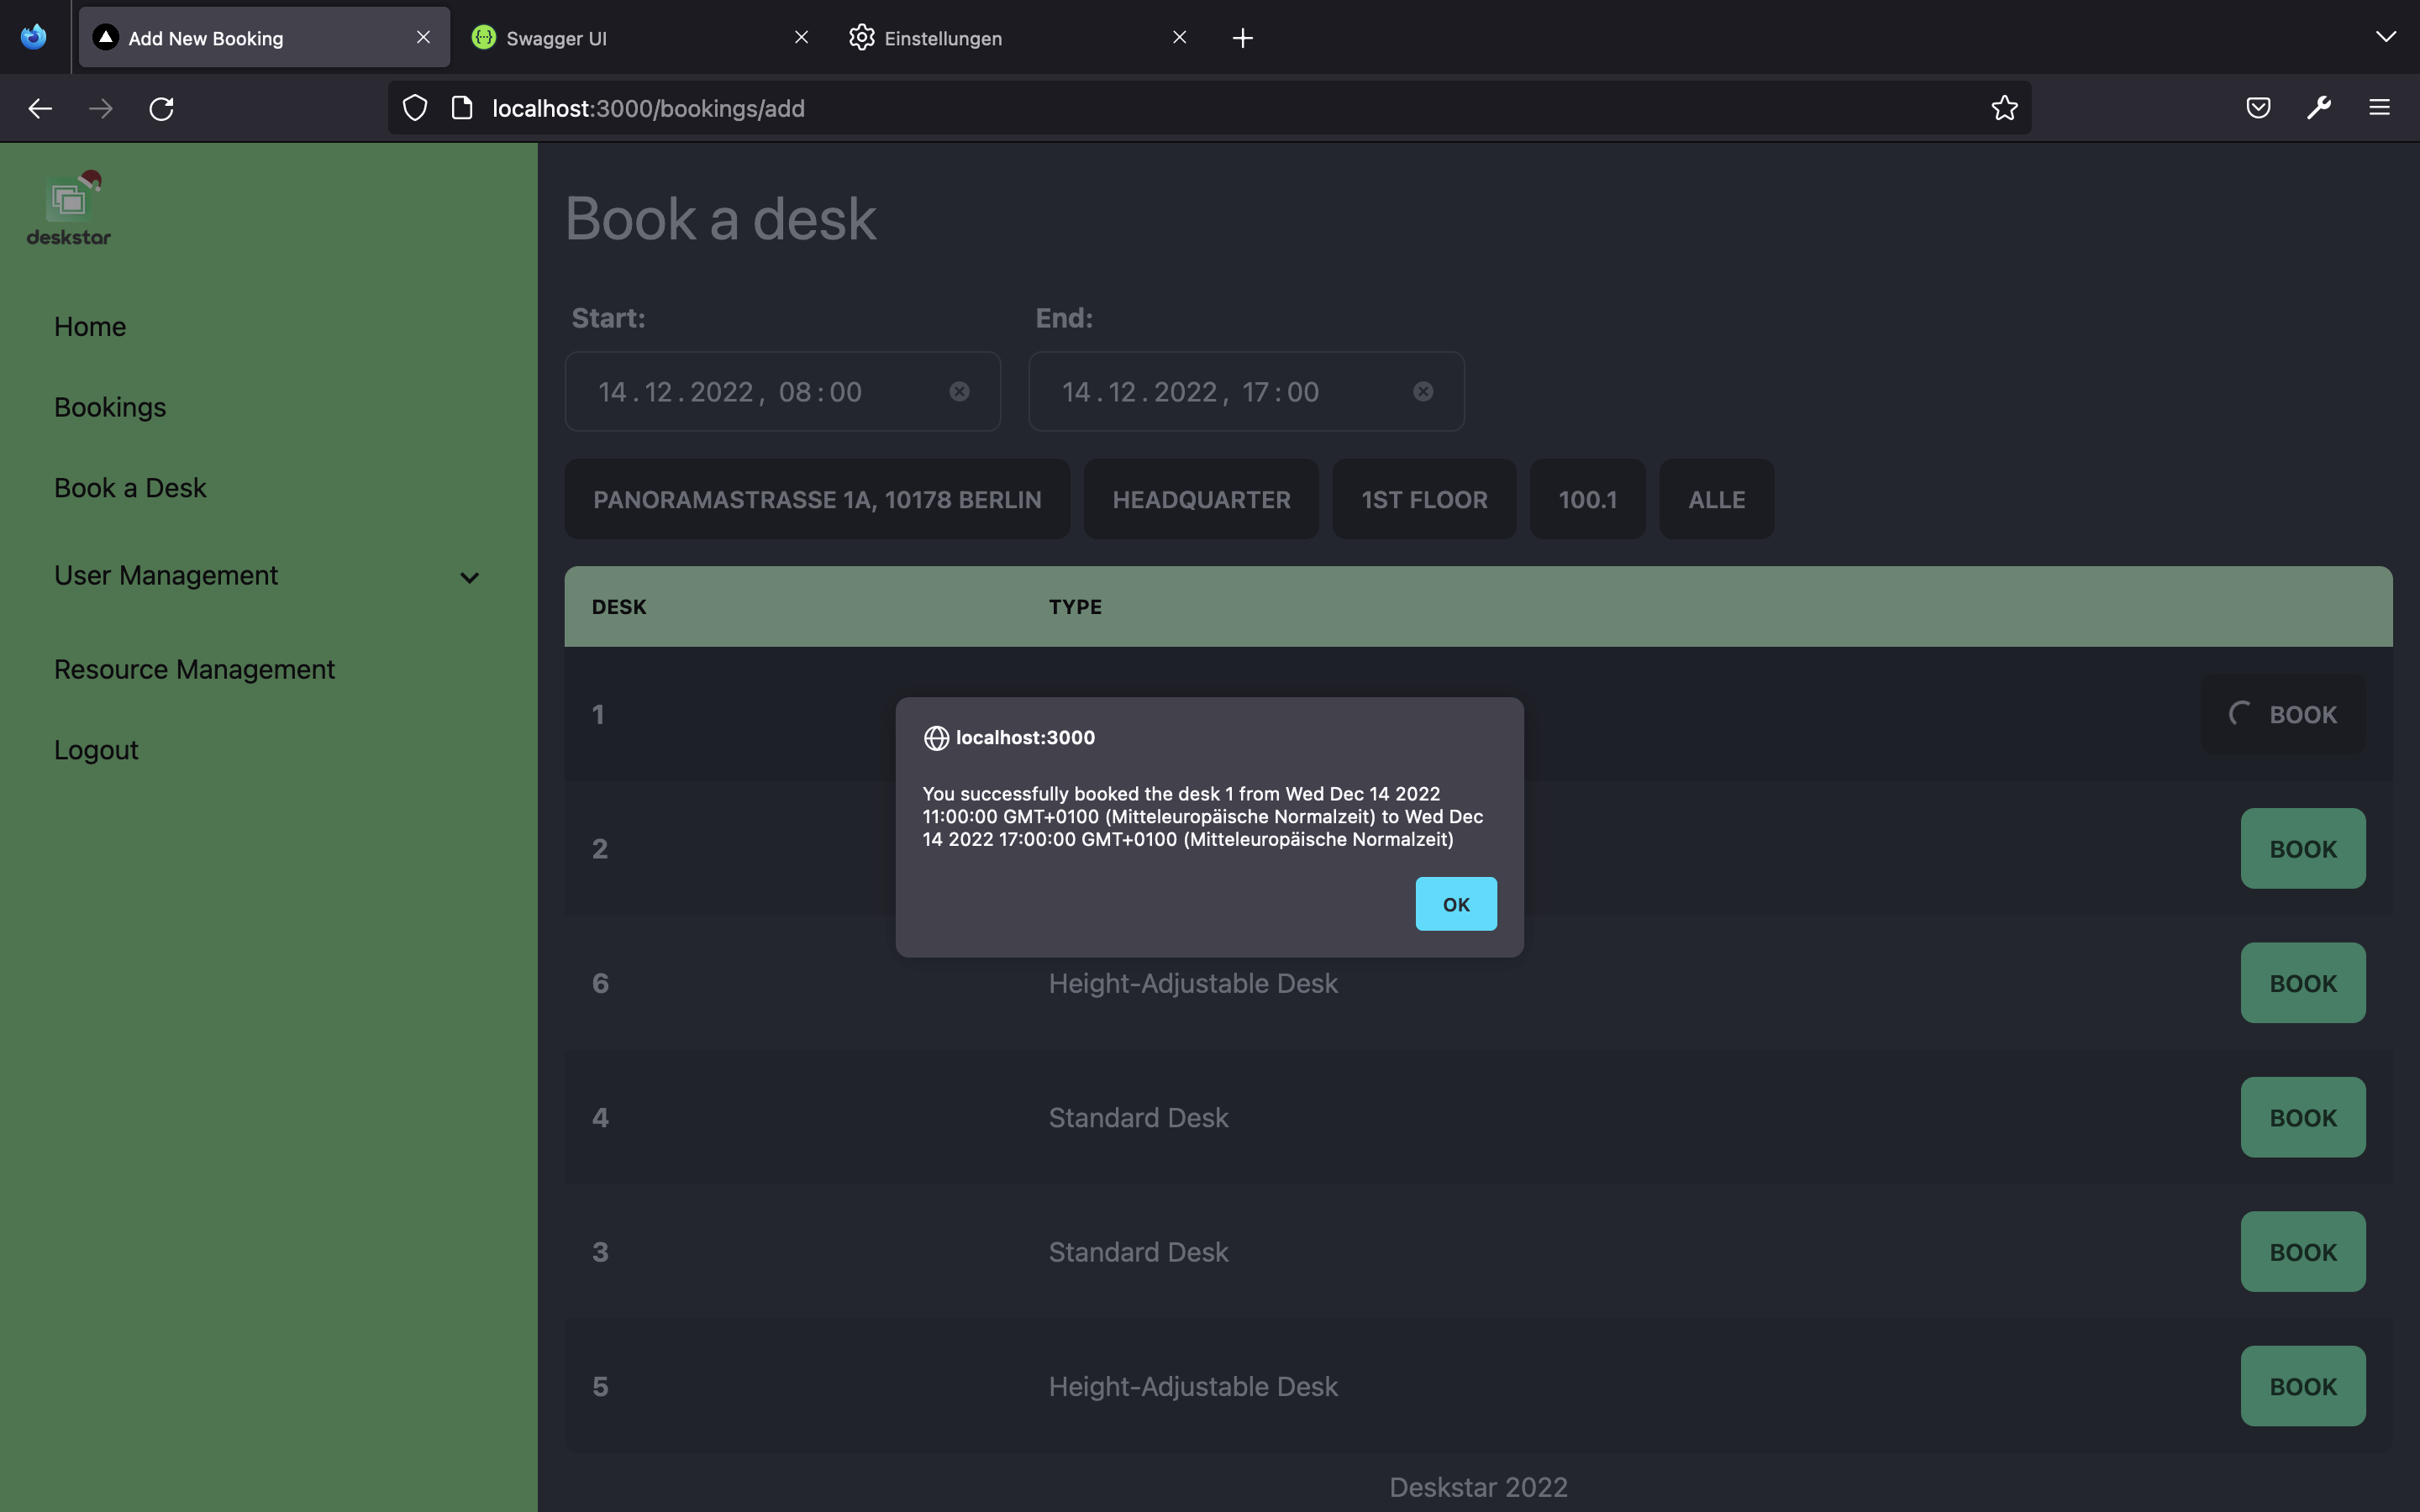 Add New Booking
Swagger UI
Einstellungen
localhost:3000/bookings/add
deskstar
Home
Bookings
Book a Desk
User Management
Resource Management
Logout
Book a desk
Start:
End:
14.12.2022, 08:00
14.12.2022, 17:00
PANORAMASTRASSE 1A, 10178 BERLIN
HEADQUARTER
1ST FLOOR
100.1
ALLE
DESK
TYPE
1
BOOK
localhost:3000
You successfully booked the desk 1 from Wed Dec 14 2022
11:00:00 GMT+0100 (Mitteleuropäische Normalzeit) to Wed Dec
14 2022 17:00:00 GMT+0100 (Mitteleuropäische Normalzeit)
OK
2
BOOK
6
Height-Adjustable Desk
BOOK
4
Standard Desk
BOOK
3
Standard Desk
BOOK
5
Height-Adjustable Desk
BOOK
Deskstar 2022